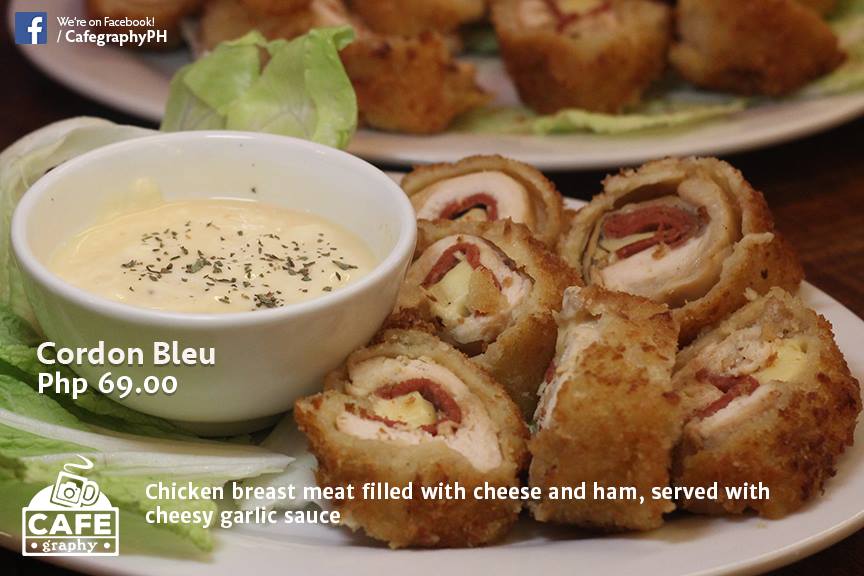 We're on Facebook!
/ CafegraphyPH
Cordon Bleu
Php 69.00
Chicken breast meat filled with cheese and ham, served with
cheesy garlic sauce
CAFE
graphy